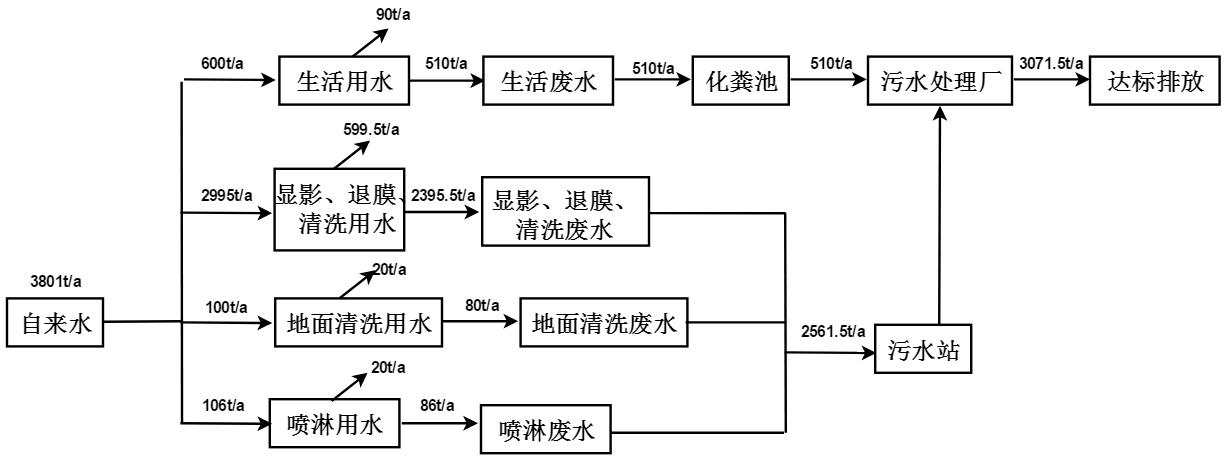 90t/a
600t/a
生活用水
510t/a
生活废水
510t/a
化粪池
510t/a
污水处理厂
3071.5t/a
达标排放
599.5t/a
2995t/a
显影、退膜、
清洗用水
2395.5t/a
显影、退膜、
清洗废水
3801t/a
自来水
20t/a
100t/a
地面清洗用水
80t/a
地面清洗废水
2561.5t/a
污水站
20t/a
106t/a
喷淋用水
86t/a
喷淋废水